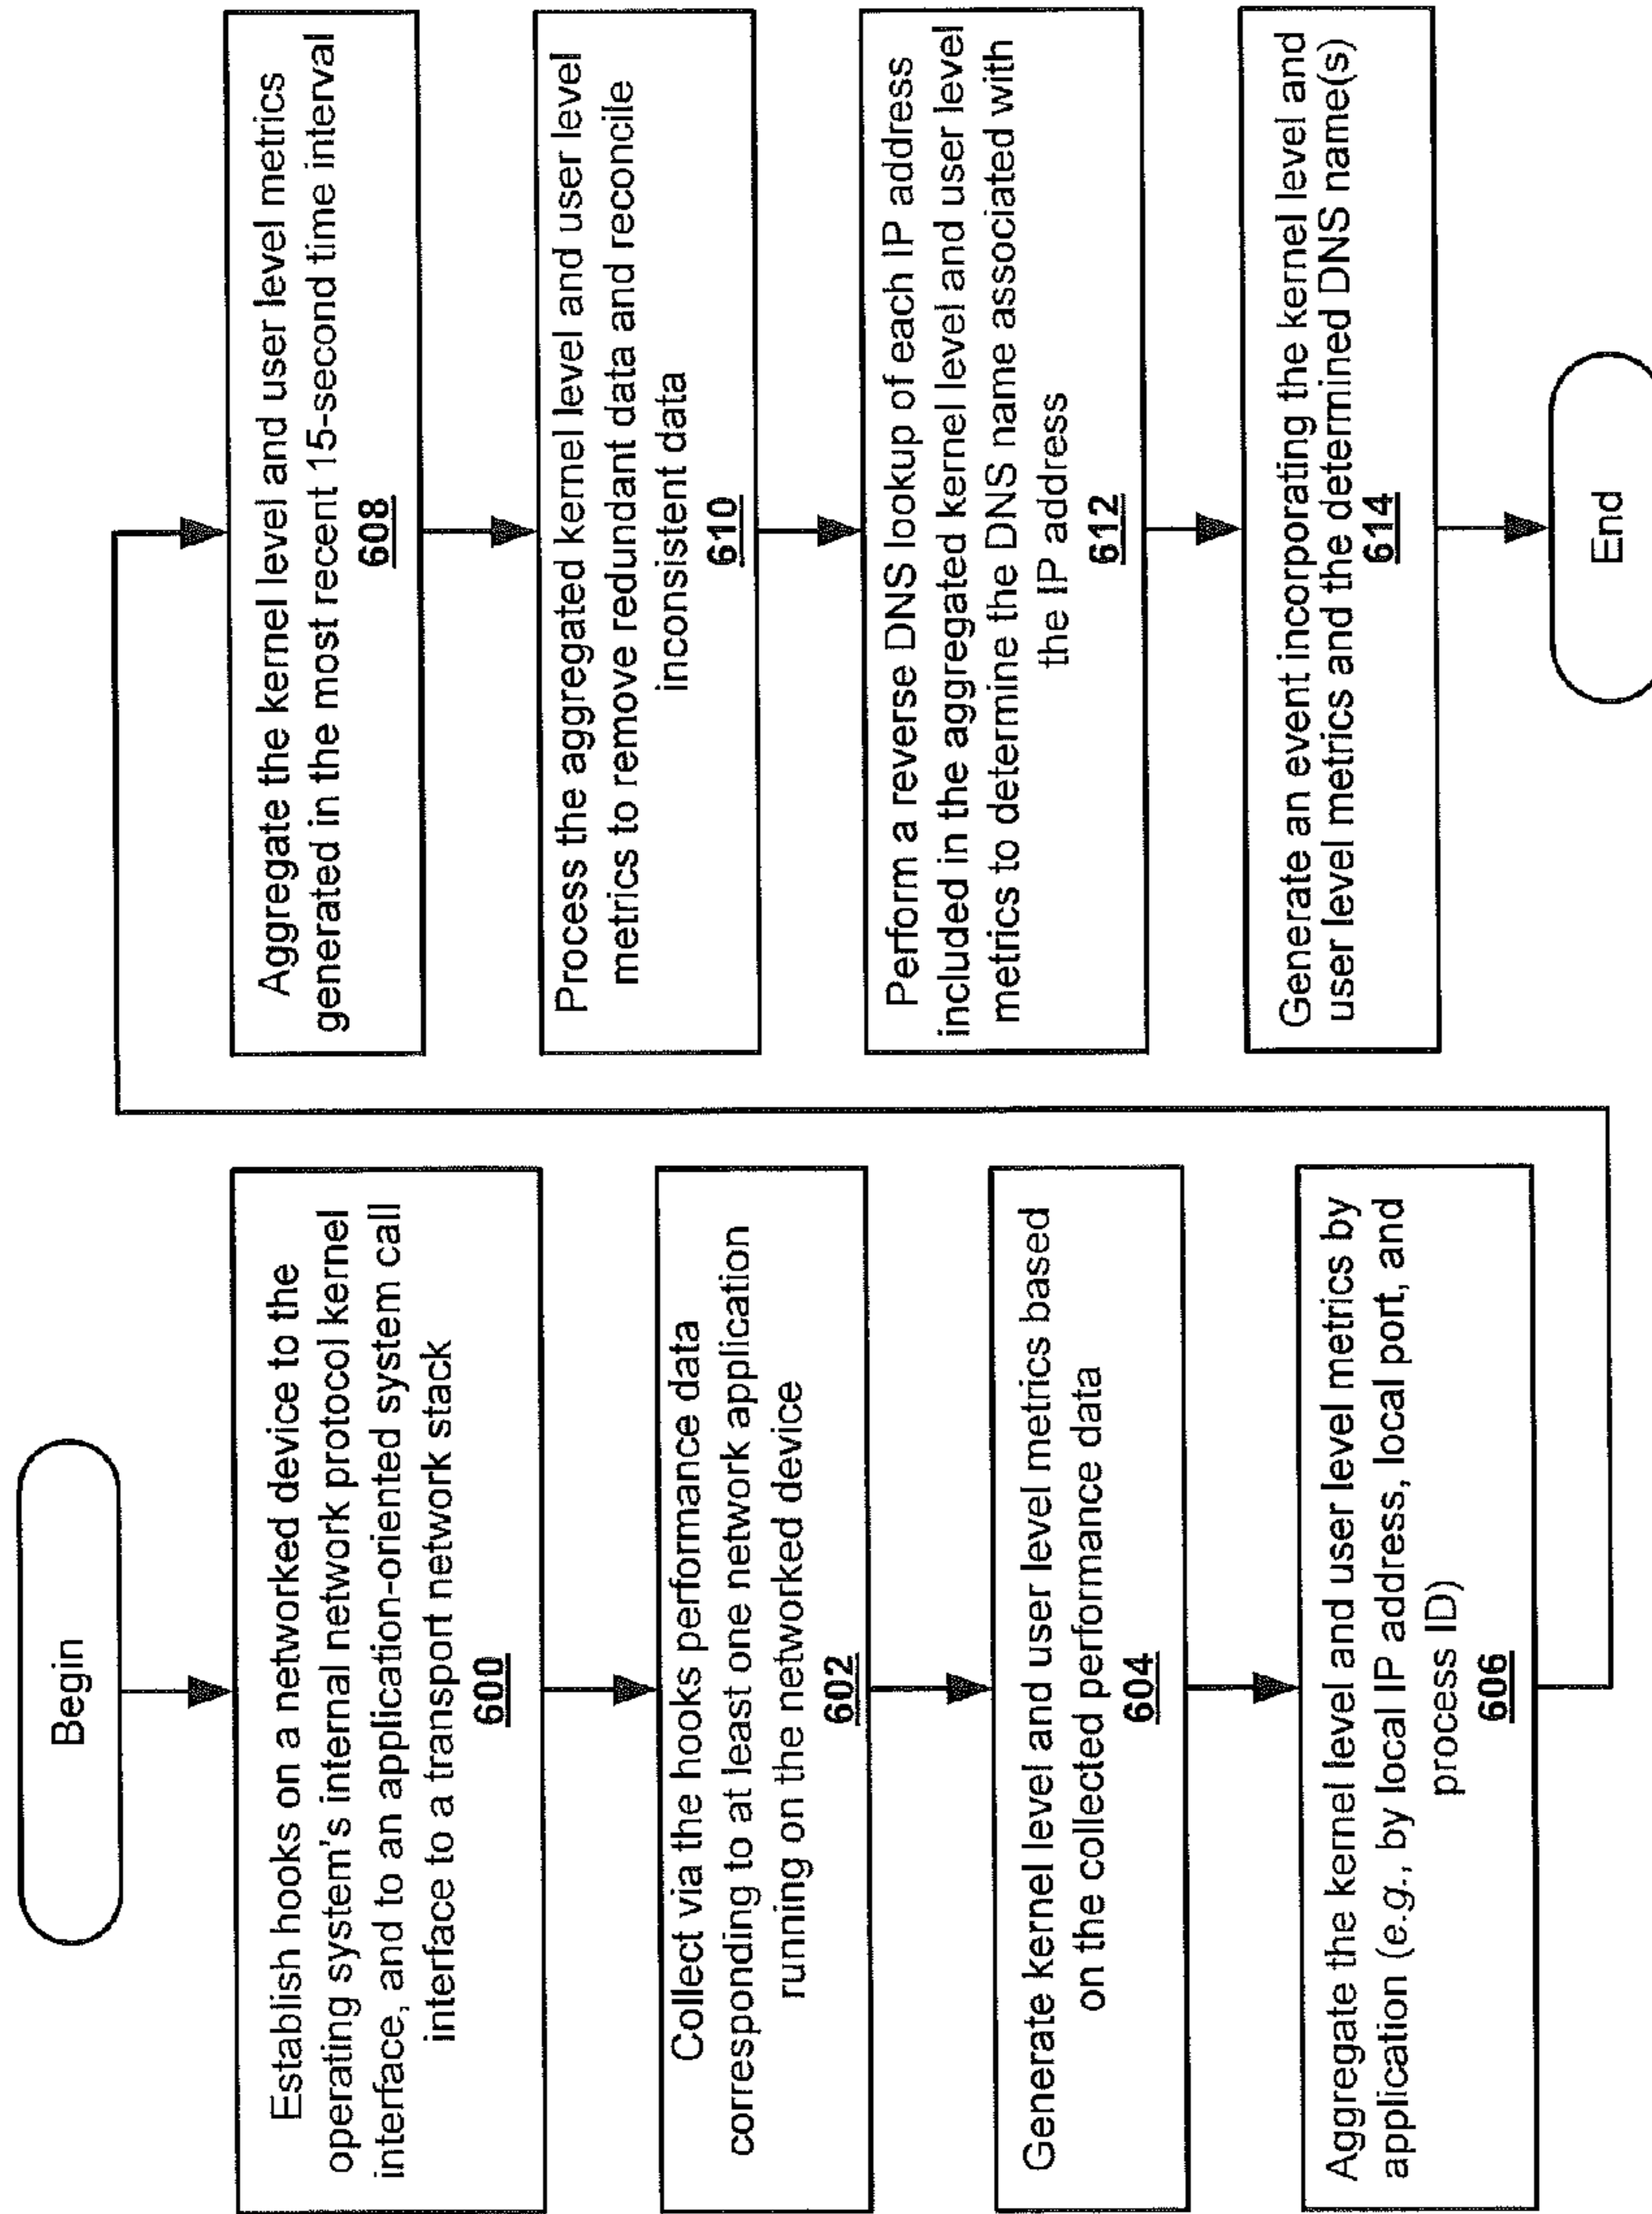 Begin
Establish hooks on a networked device to the
operating system's internal network protocol kernel
interface, and to an application-oriented system call
interface to a transport network stack
600
Collect via the hooks performance data
corresponding to at least one network application
running on the networked device
602
Generate kernel level and user level metrics based
on the collected performance data
604
Aggregate the kernel level and user level metrics by
application (e.g., by local IP address, local port, and
process ID)
606
Aggregate the kernel level and user level metrics
generated in the most recent 15-second time interval
608
Process the aggregated kernel level and user level
metrics to remove redundant data and reconcile
inconsistent data
610
Perform a reverse DNS lookup of each IP address
included in the aggregated kernel level and user level
metrics to determine the DNS name associated with
the IP address
612
Generate an event incorporating the kernel level and
user level metrics and the determined DNS name(s)
614
End